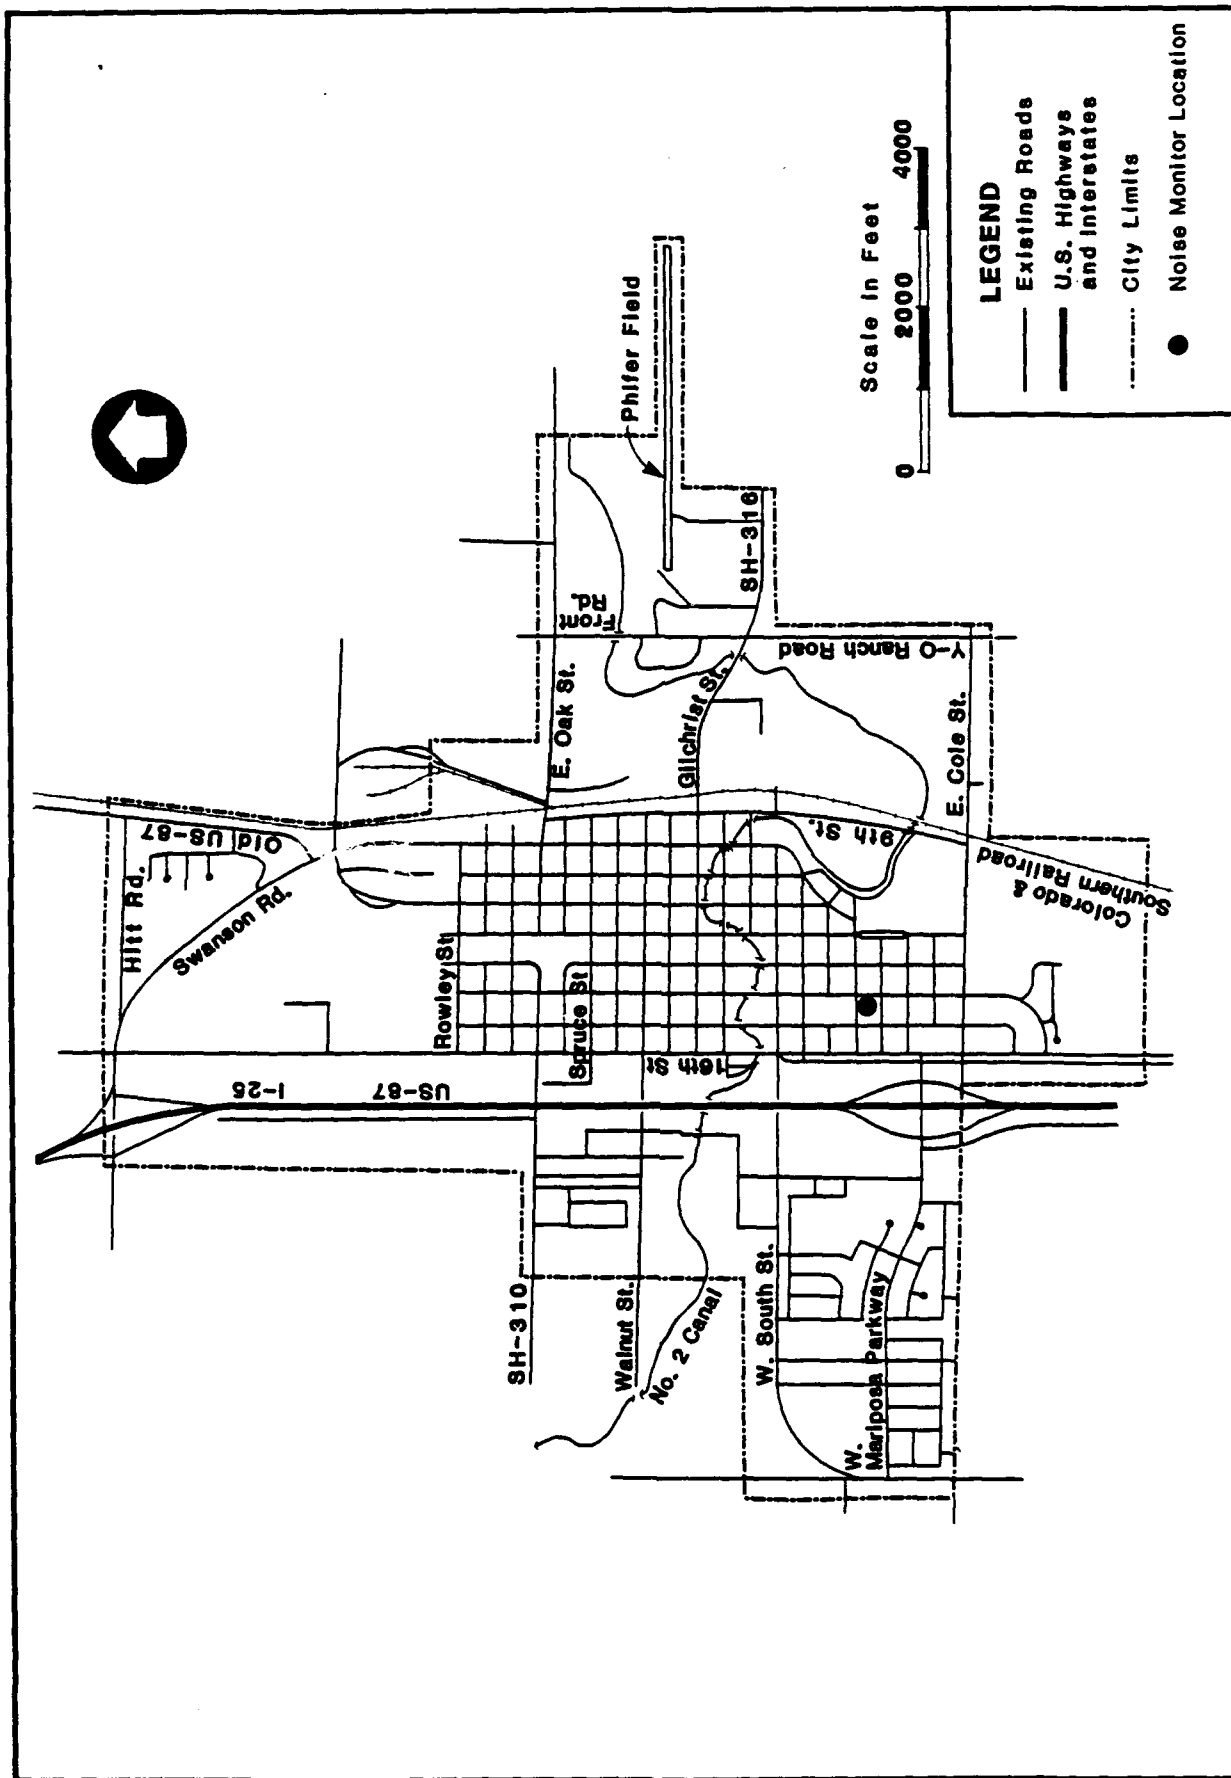 Hitt Rd.
Old US-87
Swanson Rd.
I-25
US-87
Rowley St
Spruce St
16th St
SH-310
Walnut St.
No. 2 Canal
W. South St.
W.
Mariposa Parkway
E. Oak St.
Front
Rd.
Gilchrist St.
SH-316
Phifer Field
Y-O Ranch Road
9th St.
E. Cole St.
Colorado &
Southern Railroad
Scale in Feet
0 2000 4000
LEGEND
Existing Roads
U.S. Highways
and Interstates
City Limits
Noise Monitor Location